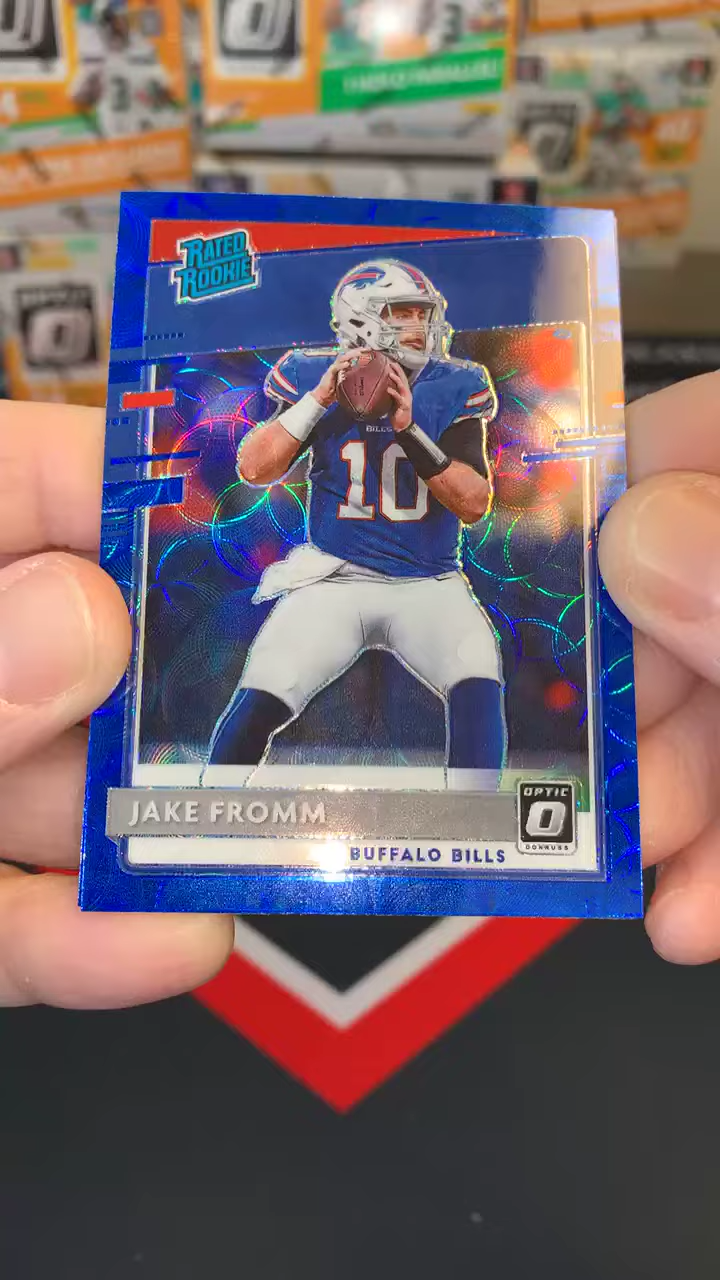 RATED
ROOKIE
BILLS
10
JAKE FROMM
OPTIC
DONRUSS
BUFFALO BILLS